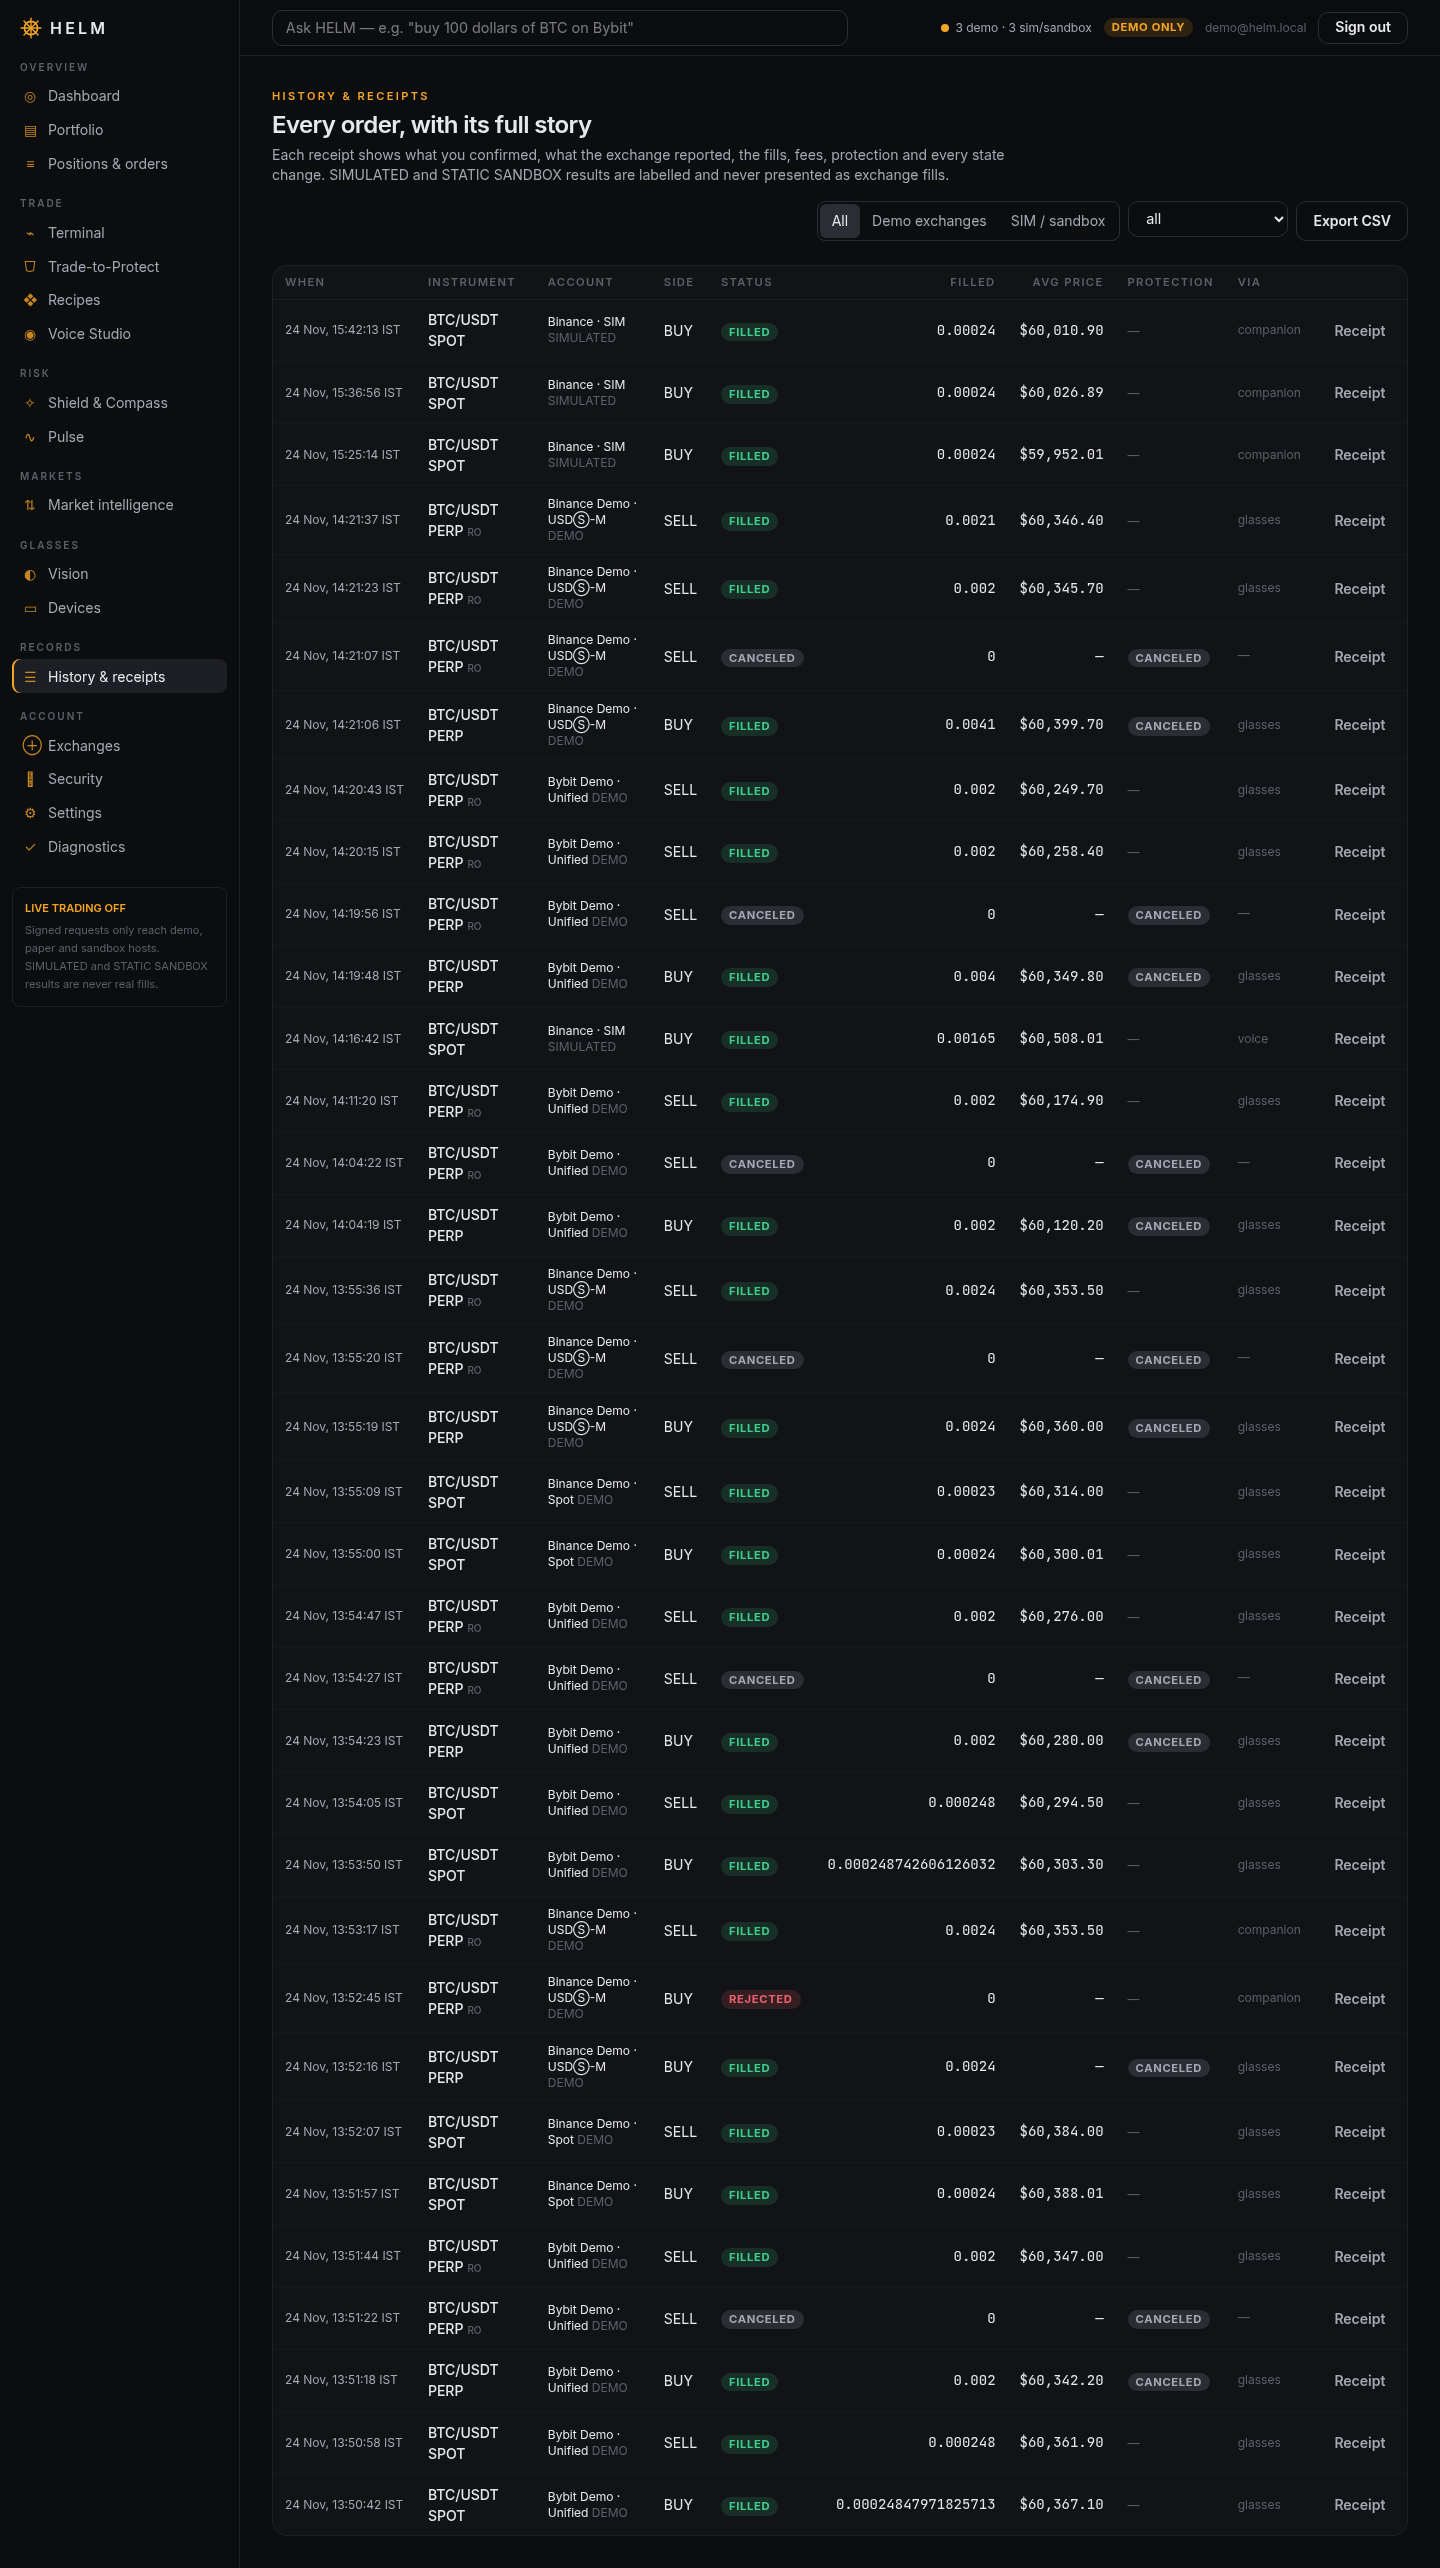 HELM
OVERVIEW
Dashboard
Portfolio
Positions & orders
TRADE
Terminal
Trade-to-Protect
Recipes
Voice Studio
RISK
Shield & Compass
Pulse
MARKETS
Market intelligence
GLASSES
Vision
Devices
RECORDS
History & receipts
ACCOUNT
Exchanges
Security
Settings
Diagnostics
LIVE TRADING OFF
Signed requests only reach demo,
paper and sandbox hosts.
SIMULATED and STATIC SANDBOX
results are never real fills.
Ask HELM — e.g. "buy 100 dollars of BTC on Bybit"
3 demo · 3 sim/sandbox DEMO ONLY demo@helm.local Sign out
HISTORY & RECEIPTS
Every order, with its full story
Each receipt shows what you confirmed, what the exchange reported, the fills, fees, protection and every state
change. SIMULATED and STATIC SANDBOX results are labelled and never presented as exchange fills.
All Demo exchanges SIM / sandbox all Export CSV
WHEN INSTRUMENT ACCOUNT SIDE STATUS FILLED AVG PRICE PROTECTION VIA
24 Nov, 15:42:13 IST BTC/USDT SPOT Binance · SIM SIMULATED BUY FILLED 0.00024 $60,010.90 — companion Receipt
24 Nov, 15:36:56 IST BTC/USDT SPOT Binance · SIM SIMULATED BUY FILLED 0.00024 $60,026.89 — companion Receipt
24 Nov, 15:25:14 IST BTC/USDT SPOT Binance · SIM SIMULATED BUY FILLED 0.00024 $59,952.01 — companion Receipt
24 Nov, 14:21:37 IST BTC/USDT PERP RO Binance Demo · USDⓈ-M DEMO SELL FILLED 0.0021 $60,346.40 — glasses Receipt
24 Nov, 14:21:23 IST BTC/USDT PERP RO Binance Demo · USDⓈ-M DEMO SELL FILLED 0.002 $60,345.70 — glasses Receipt
24 Nov, 14:21:07 IST BTC/USDT PERP RO Binance Demo · USDⓈ-M DEMO SELL CANCELED 0 — CANCELED — Receipt
24 Nov, 14:21:06 IST BTC/USDT PERP Binance Demo · USDⓈ-M DEMO BUY FILLED 0.0041 $60,399.70 CANCELED glasses Receipt
24 Nov, 14:20:43 IST BTC/USDT PERP RO Bybit Demo · Unified DEMO SELL FILLED 0.002 $60,249.70 — glasses Receipt
24 Nov, 14:20:15 IST BTC/USDT PERP RO Bybit Demo · Unified DEMO SELL FILLED 0.002 $60,258.40 — glasses Receipt
24 Nov, 14:19:56 IST BTC/USDT PERP RO Bybit Demo · Unified DEMO SELL CANCELED 0 — CANCELED — Receipt
24 Nov, 14:19:48 IST BTC/USDT PERP Bybit Demo · Unified DEMO BUY FILLED 0.004 $60,349.80 CANCELED glasses Receipt
24 Nov, 14:16:42 IST BTC/USDT SPOT Binance · SIM SIMULATED BUY FILLED 0.00165 $60,508.01 — voice Receipt
24 Nov, 14:11:20 IST BTC/USDT PERP RO Bybit Demo · Unified DEMO SELL FILLED 0.002 $60,174.90 — glasses Receipt
24 Nov, 14:04:22 IST BTC/USDT PERP RO Bybit Demo · Unified DEMO SELL CANCELED 0 — CANCELED — Receipt
24 Nov, 14:04:19 IST BTC/USDT PERP Bybit Demo · Unified DEMO BUY FILLED 0.002 $60,120.20 CANCELED glasses Receipt
24 Nov, 13:55:36 IST BTC/USDT PERP RO Binance Demo · USDⓈ-M DEMO SELL FILLED 0.0024 $60,353.50 — glasses Receipt
24 Nov, 13:55:20 IST BTC/USDT PERP RO Binance Demo · USDⓈ-M DEMO SELL CANCELED 0 — CANCELED — Receipt
24 Nov, 13:55:19 IST BTC/USDT PERP Binance Demo · USDⓈ-M DEMO BUY FILLED 0.0024 $60,360.00 CANCELED glasses Receipt
24 Nov, 13:55:09 IST BTC/USDT SPOT Binance Demo · Spot DEMO SELL FILLED 0.00023 $60,314.00 — glasses Receipt
24 Nov, 13:55:00 IST BTC/USDT SPOT Binance Demo · Spot DEMO BUY FILLED 0.00024 $60,300.01 — glasses Receipt
24 Nov, 13:54:47 IST BTC/USDT PERP RO Bybit Demo · Unified DEMO SELL FILLED 0.002 $60,276.00 — glasses Receipt
24 Nov, 13:54:27 IST BTC/USDT PERP RO Bybit Demo · Unified DEMO SELL CANCELED 0 — CANCELED — Receipt
24 Nov, 13:54:23 IST BTC/USDT PERP Bybit Demo · Unified DEMO BUY FILLED 0.002 $60,280.00 CANCELED glasses Receipt
24 Nov, 13:54:05 IST BTC/USDT SPOT Bybit Demo · Unified DEMO SELL FILLED 0.000248 $60,294.50 — glasses Receipt
24 Nov, 13:53:50 IST BTC/USDT SPOT Bybit Demo · Unified DEMO BUY FILLED 0.000248742606126032 $60,303.30 — glasses Receipt
24 Nov, 13:53:17 IST BTC/USDT PERP RO Binance Demo · USDⓈ-M DEMO SELL FILLED 0.0024 $60,353.50 — companion Receipt
24 Nov, 13:52:45 IST BTC/USDT PERP RO Binance Demo · USDⓈ-M DEMO BUY REJECTED 0 — — companion Receipt
24 Nov, 13:52:16 IST BTC/USDT PERP Binance Demo · USDⓈ-M DEMO BUY FILLED 0.0024 — CANCELED glasses Receipt
24 Nov, 13:52:07 IST BTC/USDT SPOT Binance Demo · Spot DEMO SELL FILLED 0.00023 $60,384.00 — glasses Receipt
24 Nov, 13:51:57 IST BTC/USDT SPOT Binance Demo · Spot DEMO BUY FILLED 0.00024 $60,388.01 — glasses Receipt
24 Nov, 13:51:44 IST BTC/USDT PERP RO Bybit Demo · Unified DEMO SELL FILLED 0.002 $60,347.00 — glasses Receipt
24 Nov, 13:51:22 IST BTC/USDT PERP RO Bybit Demo · Unified DEMO SELL CANCELED 0 — CANCELED — Receipt
24 Nov, 13:51:18 IST BTC/USDT PERP Bybit Demo · Unified DEMO BUY FILLED 0.002 $60,342.20 CANCELED glasses Receipt
24 Nov, 13:50:58 IST BTC/USDT SPOT Bybit Demo · Unified DEMO SELL FILLED 0.000248 $60,361.90 — glasses Receipt
24 Nov, 13:50:42 IST BTC/USDT SPOT Bybit Demo · Unified DEMO BUY FILLED 0.00024847971825713 $60,367.10 — glasses Receipt